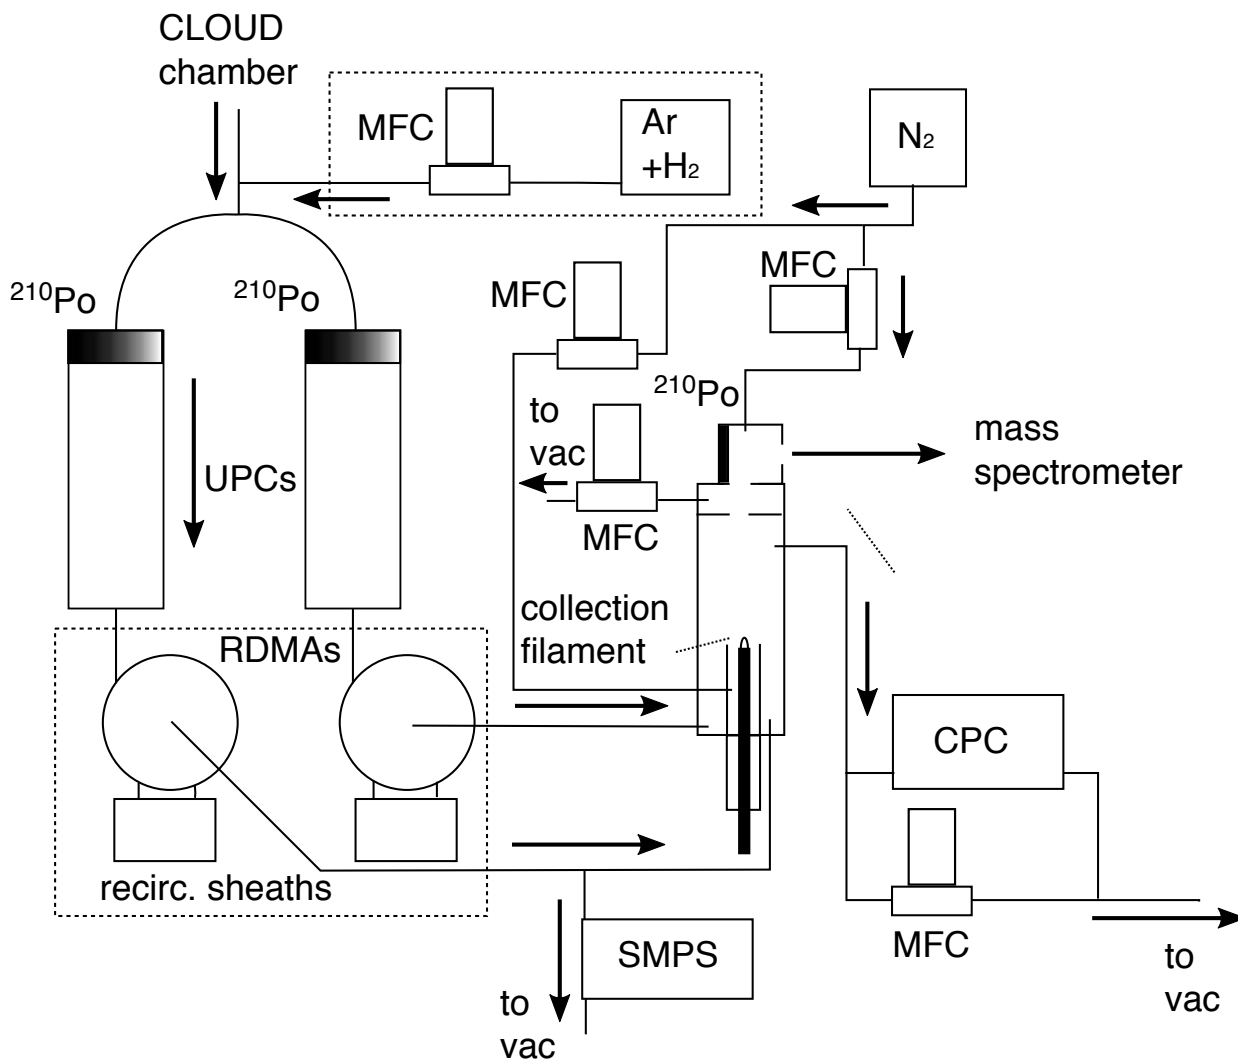 CLOUD
chamber
MFC
Ar
+H₂
N₂
MFC
MFC
²¹⁰Po
²¹⁰Po
²¹⁰Po
to
vac
mass
spectrometer
UPCs
MFC
collection
filament
RDMAs
CPC
recirc. sheaths
SMPS
MFC
to
vac
to
vac